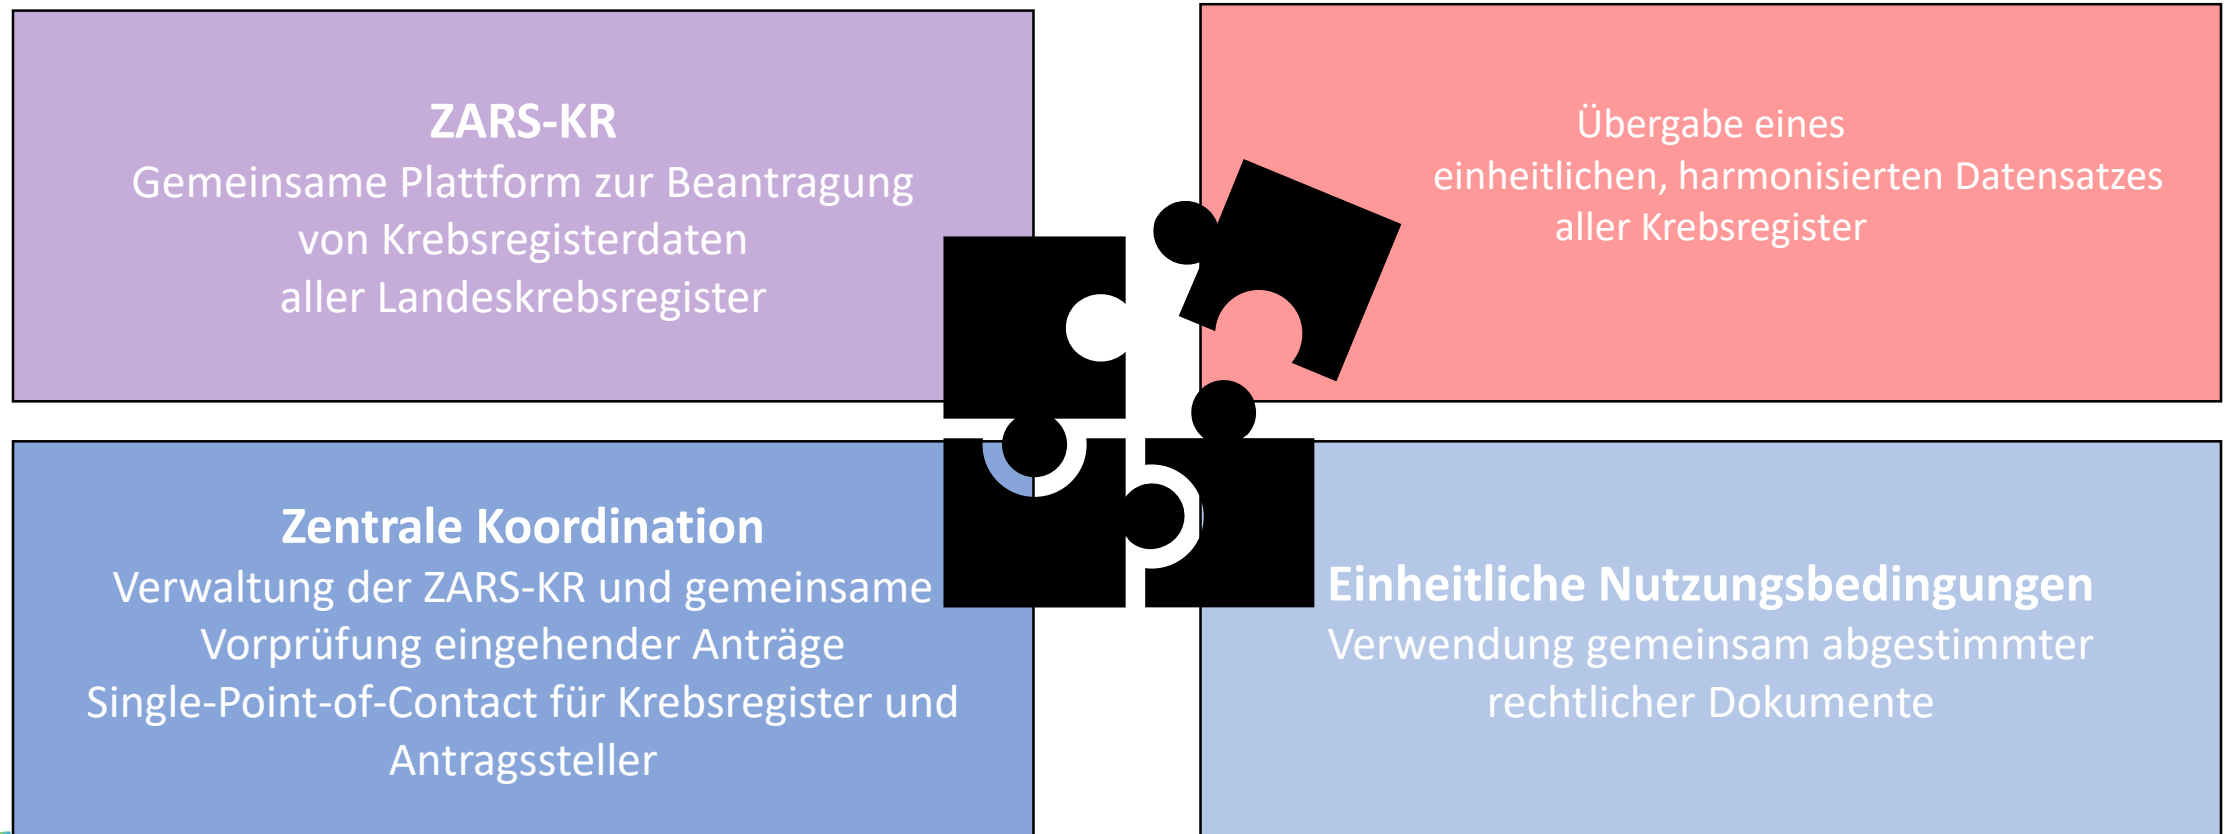 ZARS-KR
Gemeinsame Plattform zur Beantragung
von Krebsregisterdaten
aller Landeskrebsregister
Übergabe eines
einheitlichen, harmonisierten Datensatzes
aller Krebsregister
Zentrale Koordination
Verwaltung der ZARS-KR und gemeinsame
Vorprüfung eingehender Anträge
Single-Point-of-Contact für Krebsregister und
Antragssteller
Einheitliche Nutzungsbedingungen
Verwendung gemeinsam abgestimmter
rechtlicher Dokumente